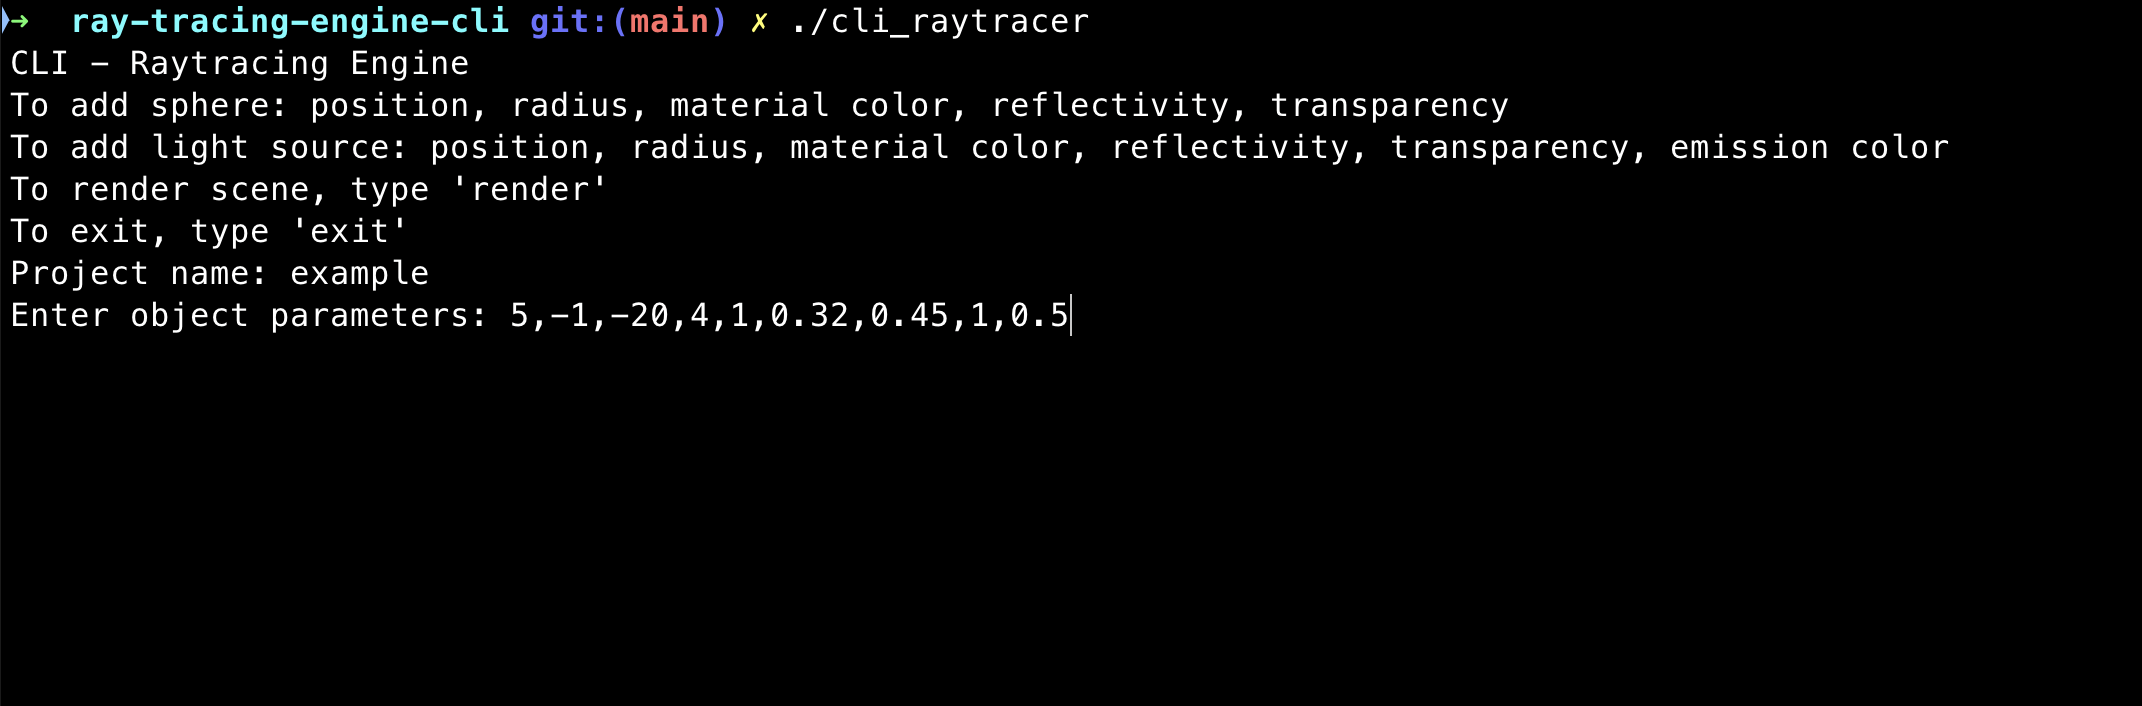 ➜  ray-tracing-engine-cli git:(main) ✗ ./cli_raytracer
CLI - Raytracing Engine
To add sphere: position, radius, material color, reflectivity, transparency
To add light source: position, radius, material color, reflectivity, transparency, emission color
To render scene, type 'render'
To exit, type 'exit'
Project name: example
Enter object parameters: 5,-1,-20,4,1,0.32,0.45,1,0.5